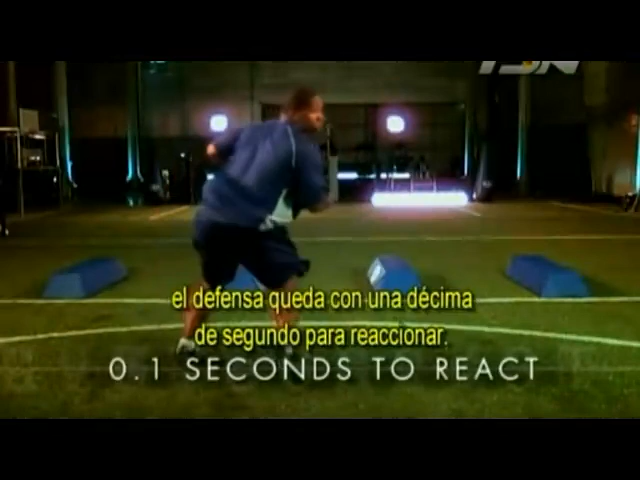 el defensa queda con una décima
de segundo para reaccionar.
0.1 SECONDS TO REACT